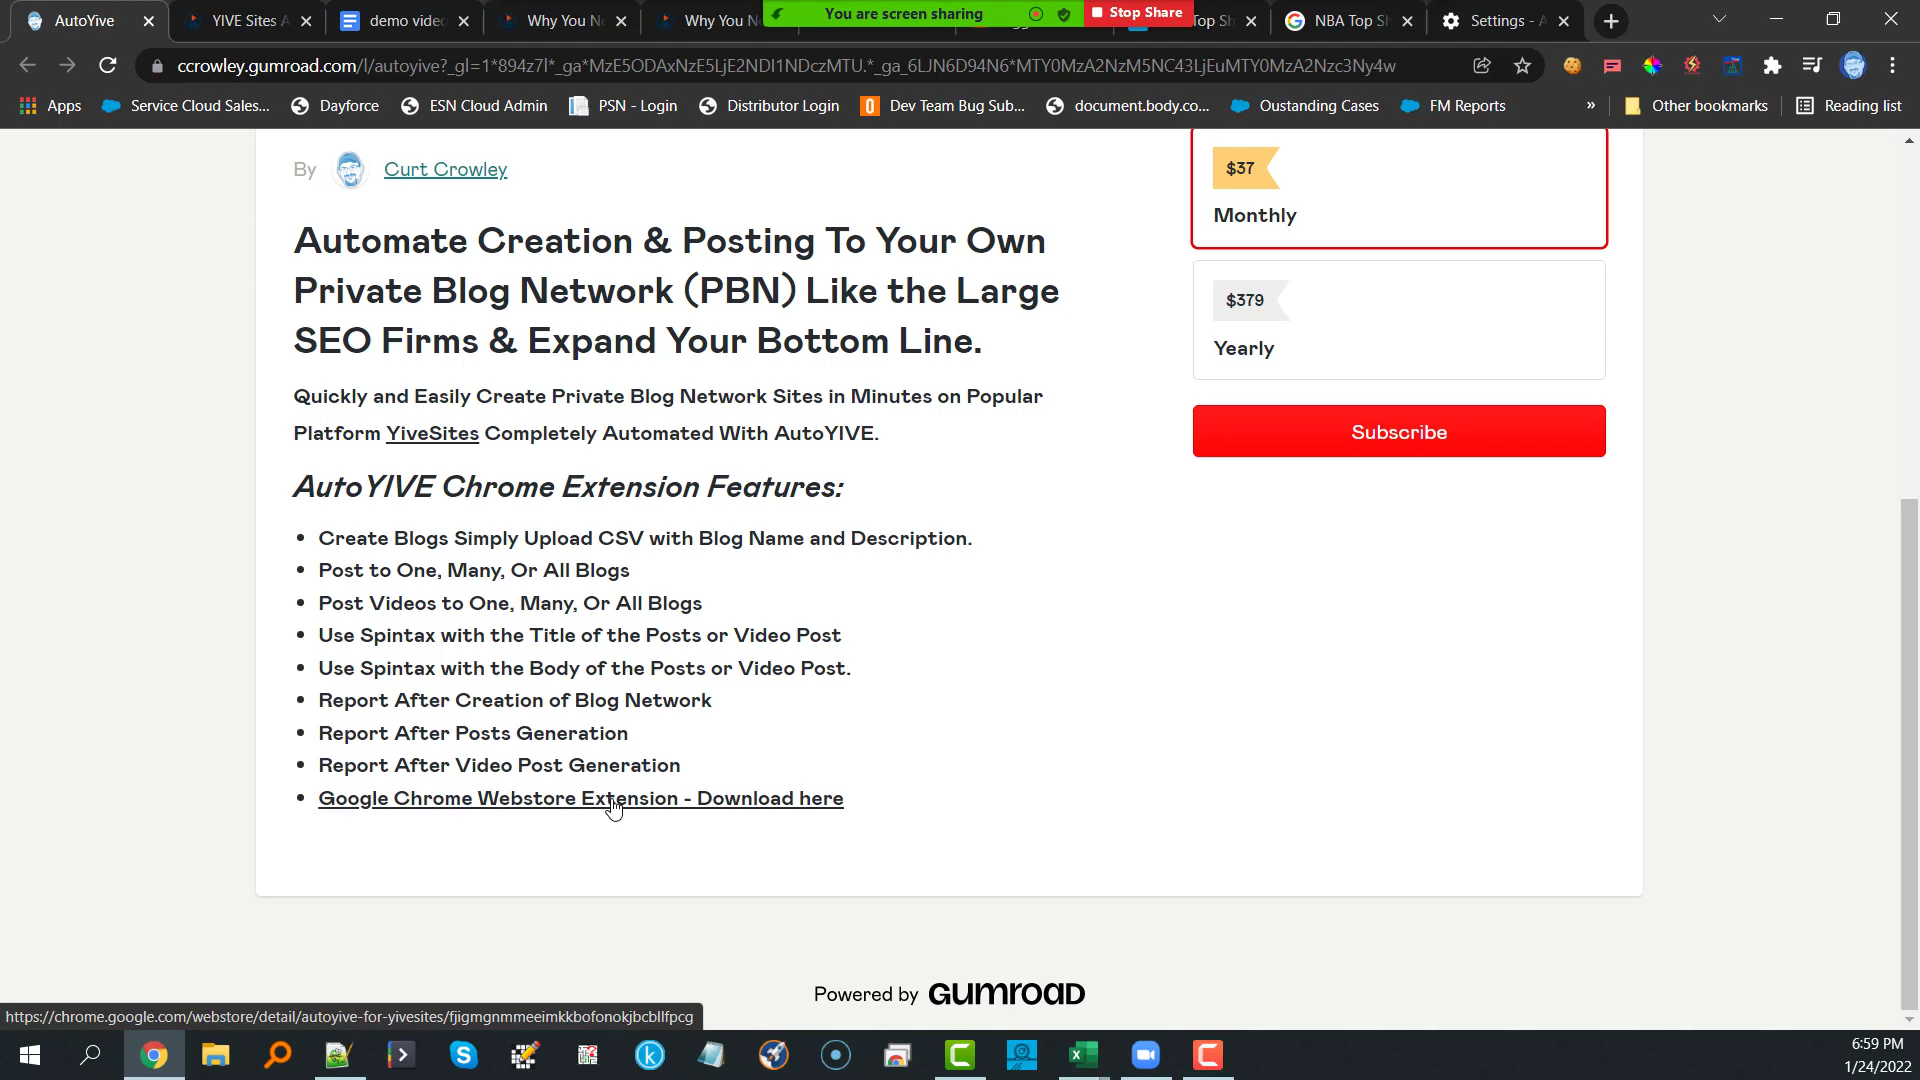 AutoYive
YIVE Sites A
demo video
Why You N
Why You N
You are screen sharing
Stop Share
Top Sh
NBA Top Sh
Settings - A
ccrowley.gumroad.com/l/autoyive?_gl=1*894z7l*_ga*MzE5ODAxNzE5LjE2NDI1NDczMTU.*_ga_6LJN6D94N6*MTY0MzA2NzM5NC43LjEuMTY0MzA2Nzc3Ny4w
Apps
Service Cloud Sales...
Dayforce
ESN Cloud Admin
PSN - Login
Distributor Login
Dev Team Bug Sub...
document.body.co...
Oustanding Cases
FM Reports
»
Other bookmarks
Reading list
By Curt Crowley
Automate Creation & Posting To Your Own
Private Blog Network (PBN) Like the Large
SEO Firms & Expand Your Bottom Line.
Quickly and Easily Create Private Blog Network Sites in Minutes on Popular
Platform YiveSites Completely Automated With AutoYIVE.
AutoYIVE Chrome Extension Features:
• Create Blogs Simply Upload CSV with Blog Name and Description.
• Post to One, Many, Or All Blogs
• Post Videos to One, Many, Or All Blogs
• Use Spintax with the Title of the Posts or Video Post
• Use Spintax with the Body of the Posts or Video Post.
• Report After Creation of Blog Network
• Report After Posts Generation
• Report After Video Post Generation
• Google Chrome Webstore Extension - Download here
$37
Monthly
$379
Yearly
Subscribe
Powered by GUMROAD
https://chrome.google.com/webstore/detail/autoyive-for-yivesites/fjigmgnmmeeimkkbofonokjbcbllfpcg
6:59 PM
1/24/2022